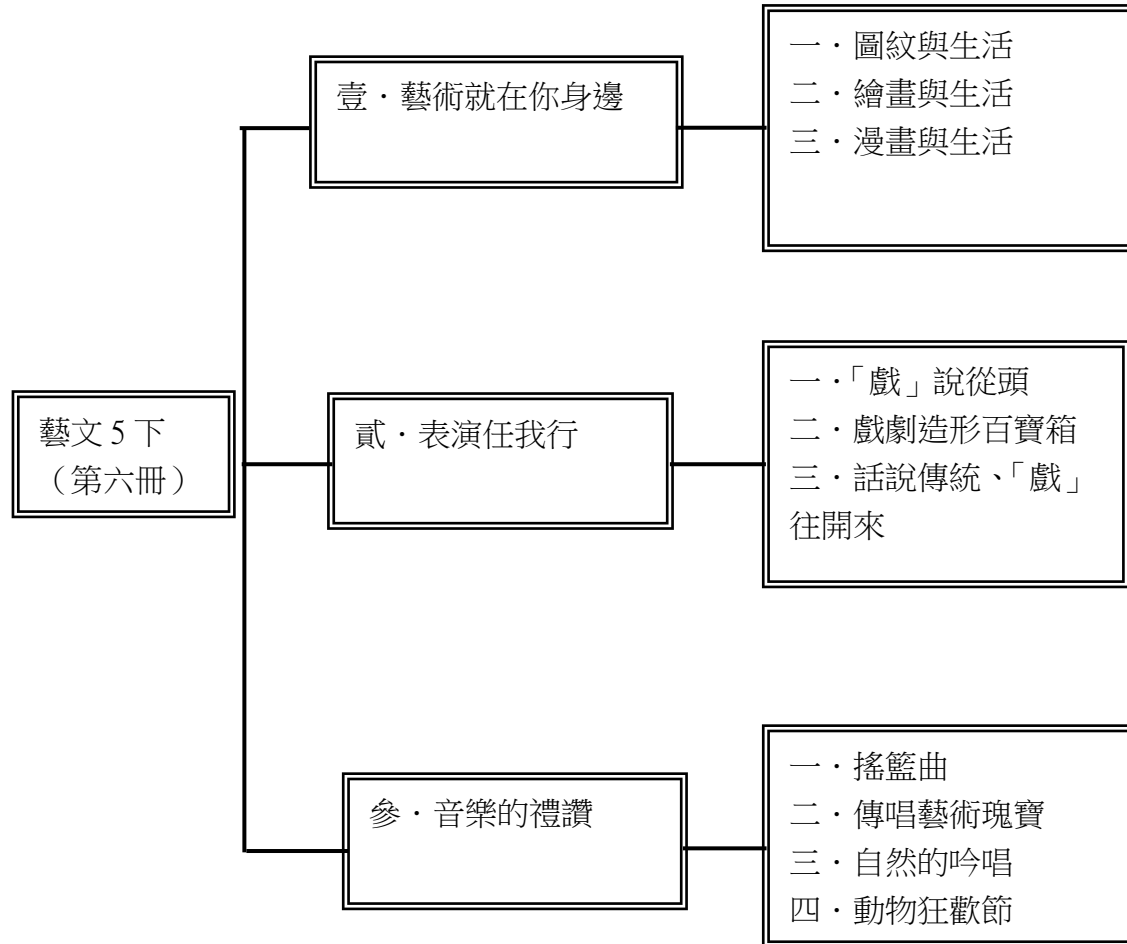 藝文 5 下
（第六冊）
壹．藝術就在你身邊
一．圖紋與生活
二．繪畫與生活
三．漫畫與生活
貳．表演任我行
一．「戲」說從頭
二．戲劇造形百寶箱
三．話說傳統、「戲」
往開來
參．音樂的禮讚
一．搖籃曲
二．傳唱藝術瑰寶
三．自然的吟唱
四．動物狂歡節